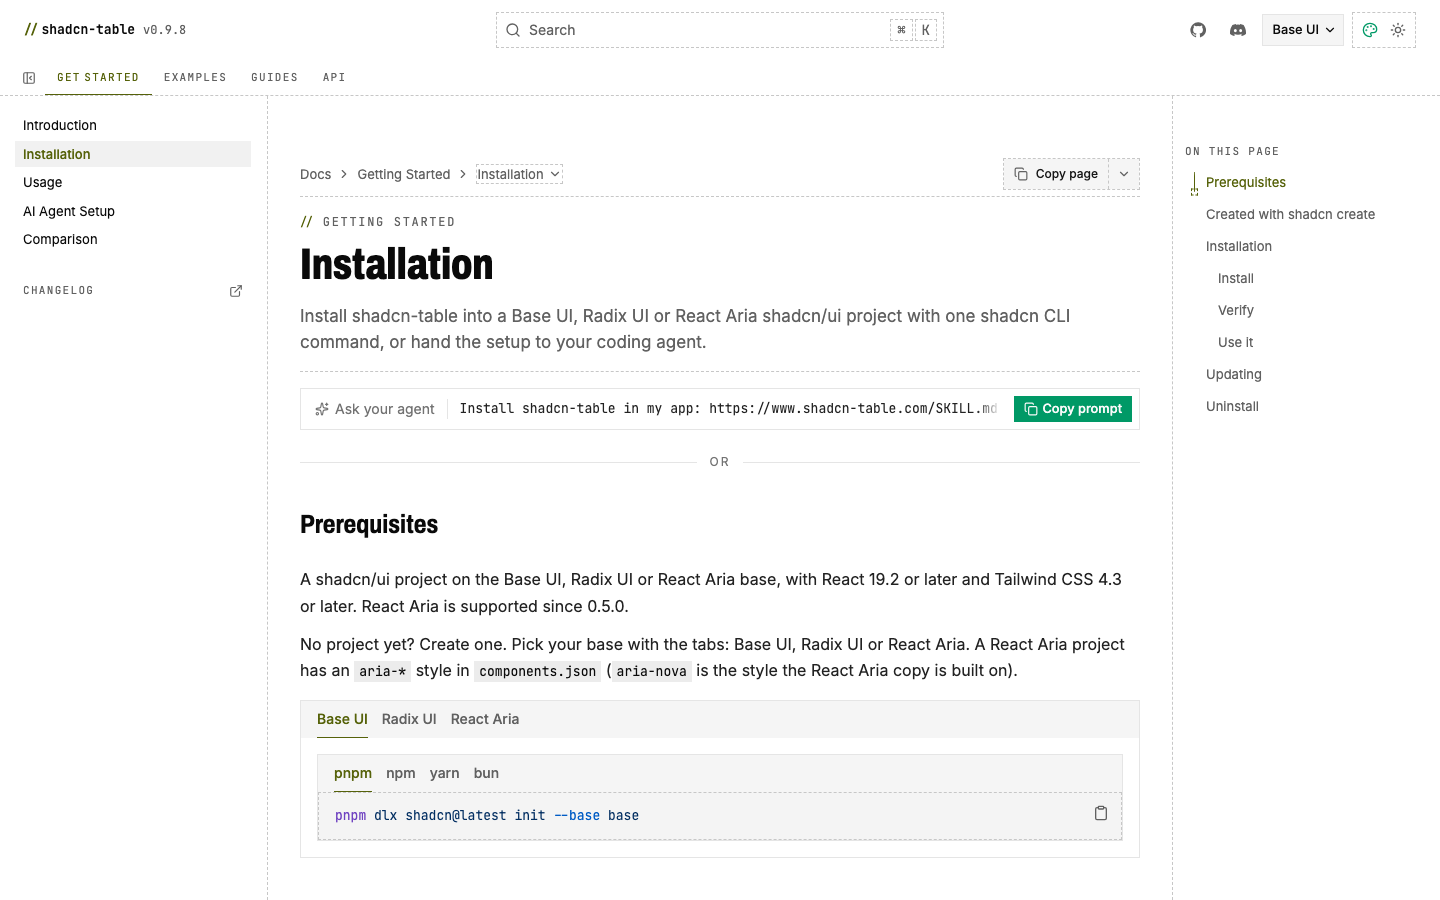 // shadcn-table v0.9.8
Search
⌘ K
Base UI
GET STARTED
EXAMPLES
GUIDES
API
Introduction
Installation
Usage
AI Agent Setup
Comparison
CHANGELOG
Docs > Getting Started > Installation
Copy page
// GETTING STARTED
Installation
Install shadcn-table into a Base UI, Radix UI or React Aria shadcn/ui project with one shadcn CLI
command, or hand the setup to your coding agent.
Ask your agent
Install shadcn-table in my app: https://www.shadcn-table.com/SKILL.md
Copy prompt
OR
Prerequisites
A shadcn/ui project on the Base UI, Radix UI or React Aria base, with React 19.2 or later and Tailwind CSS 4.3
or later. React Aria is supported since 0.5.0.
No project yet? Create one. Pick your base with the tabs: Base UI, Radix UI or React Aria. A React Aria project
has an aria-* style in components.json (aria-nova is the style the React Aria copy is built on).
Base UI
Radix UI
React Aria
pnpm
npm
yarn
bun
pnpm dlx shadcn@latest init --base base
ON THIS PAGE
Prerequisites
Created with shadcn create
Installation
Install
Verify
Use it
Updating
Uninstall